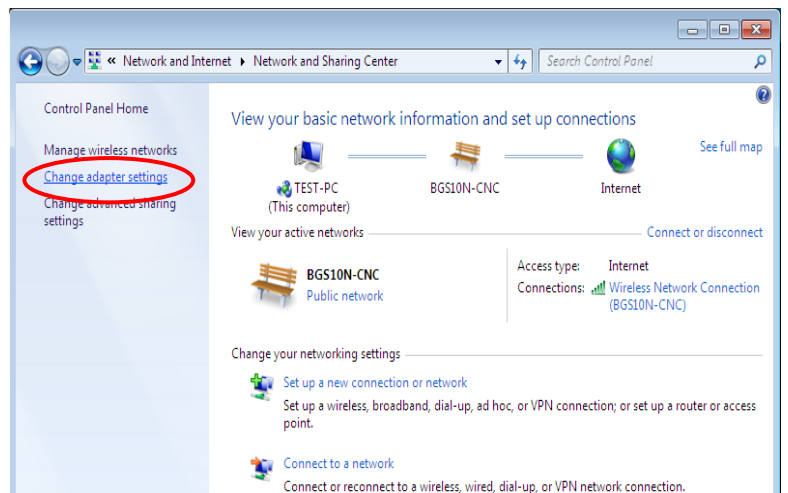 « Network and Internet ▸ Network and Sharing Center
Search Control Panel
Control Panel Home
Manage wireless networks
Change adapter settings
Change advanced sharing
settings
View your basic network information and set up connections
See full map
TEST-PC
(This computer)
BGS10N-CNC
Internet
View your active networks
Connect or disconnect
BGS10N-CNC
Public network
Access type: Internet
Connections: Wireless Network Connection
(BGS10N-CNC)
Change your networking settings
Set up a new connection or network
Set up a wireless, broadband, dial-up, ad hoc, or VPN connection; or set up a router or access
point.
Connect to a network
Connect or reconnect to a wireless, wired, dial-up, or VPN network connection.